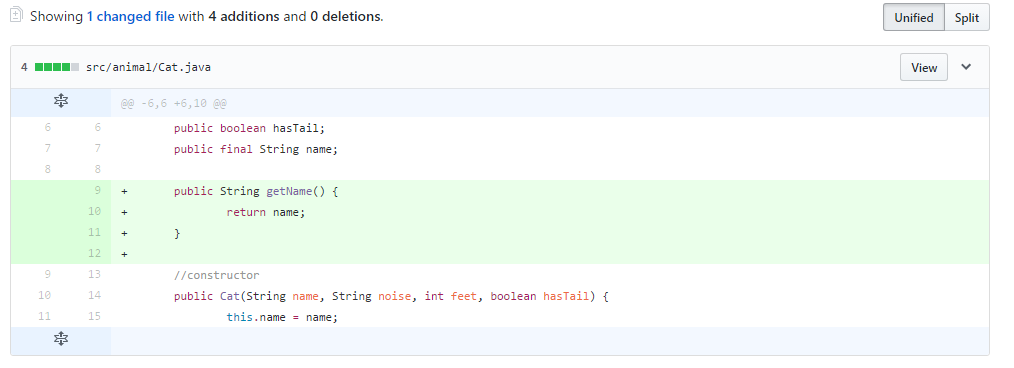 Showing 1 changed file with 4 additions and 0 deletions.
Unified Split
4 src/animal/Cat.java
View
@@ -6,6 +6,10 @@
6 6 public boolean hasTail;
7 7 public final String name;
8 8
9 + public String getName() {
10 + return name;
11 + }
12 +
9 13 //constructor
10 14 public Cat(String name, String noise, int feet, boolean hasTail) {
11 15 this.name = name;